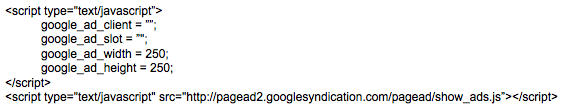 <script type="text/javascript”>
google_ad_client = "”;
google_ad_slot = "”;
google_ad_width = 250;
google_ad_height = 250;
</script>
<script type="text/javascript" src="http://pagead2.googlesyndication.com/pagead/show_ads.js”></script>